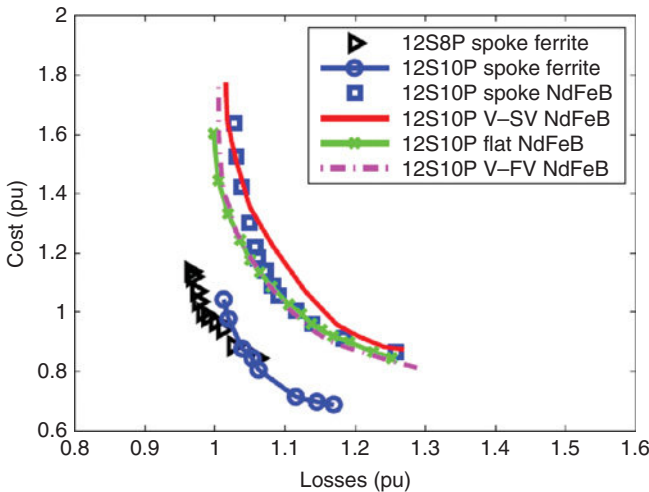 2
1.8
1.6
1.4
1.2
1
0.8
0.6
Cost (pu)
12S8P spoke ferrite
12S10P spoke ferrite
12S10P spoke NdFeB
12S10P V–SV NdFeB
12S10P flat NdFeB
12S10P V–FV NdFeB
0.8 0.9 1 1.1 1.2 1.3 1.4 1.5 1.6
Losses (pu)